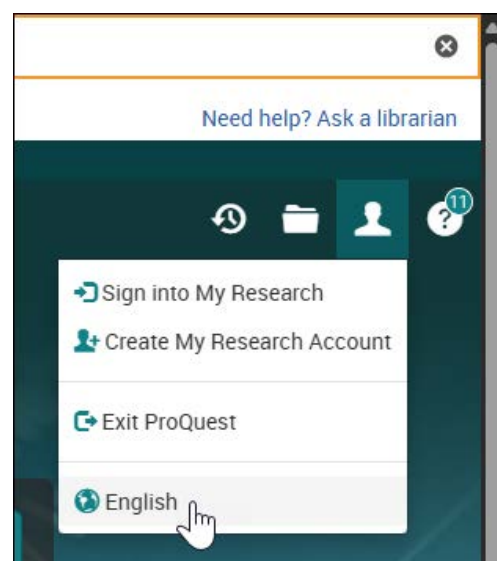 Need help? Ask a librarian
11
?
Sign into My Research
Create My Research Account
Exit ProQuest
English